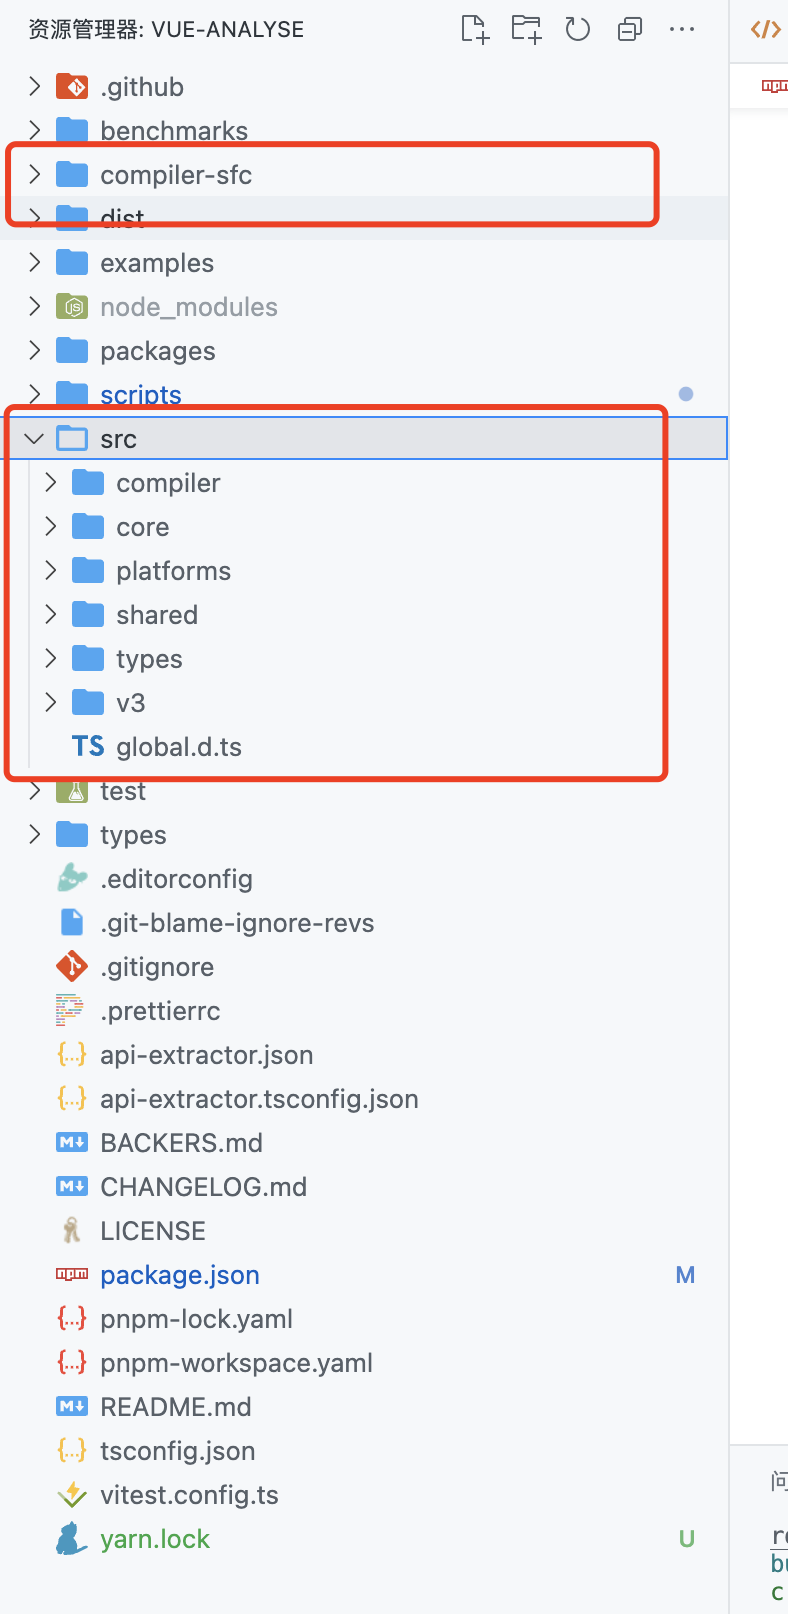 资源管理器: VUE-ANALYSE
.github
benchmarks
compiler-sfc
dist
examples
node_modules
packages
scripts
src
compiler
core
platforms
shared
types
v3
TS global.d.ts
test
types
.editorconfig
.git-blame-ignore-revs
.gitignore
.prettierrc
api-extractor.json
api-extractor.tsconfig.json
BACKERS.md
CHANGELOG.md
LICENSE
package.json M
pnpm-lock.yaml
pnpm-workspace.yaml
README.md
tsconfig.json
vitest.config.ts
yarn.lock U